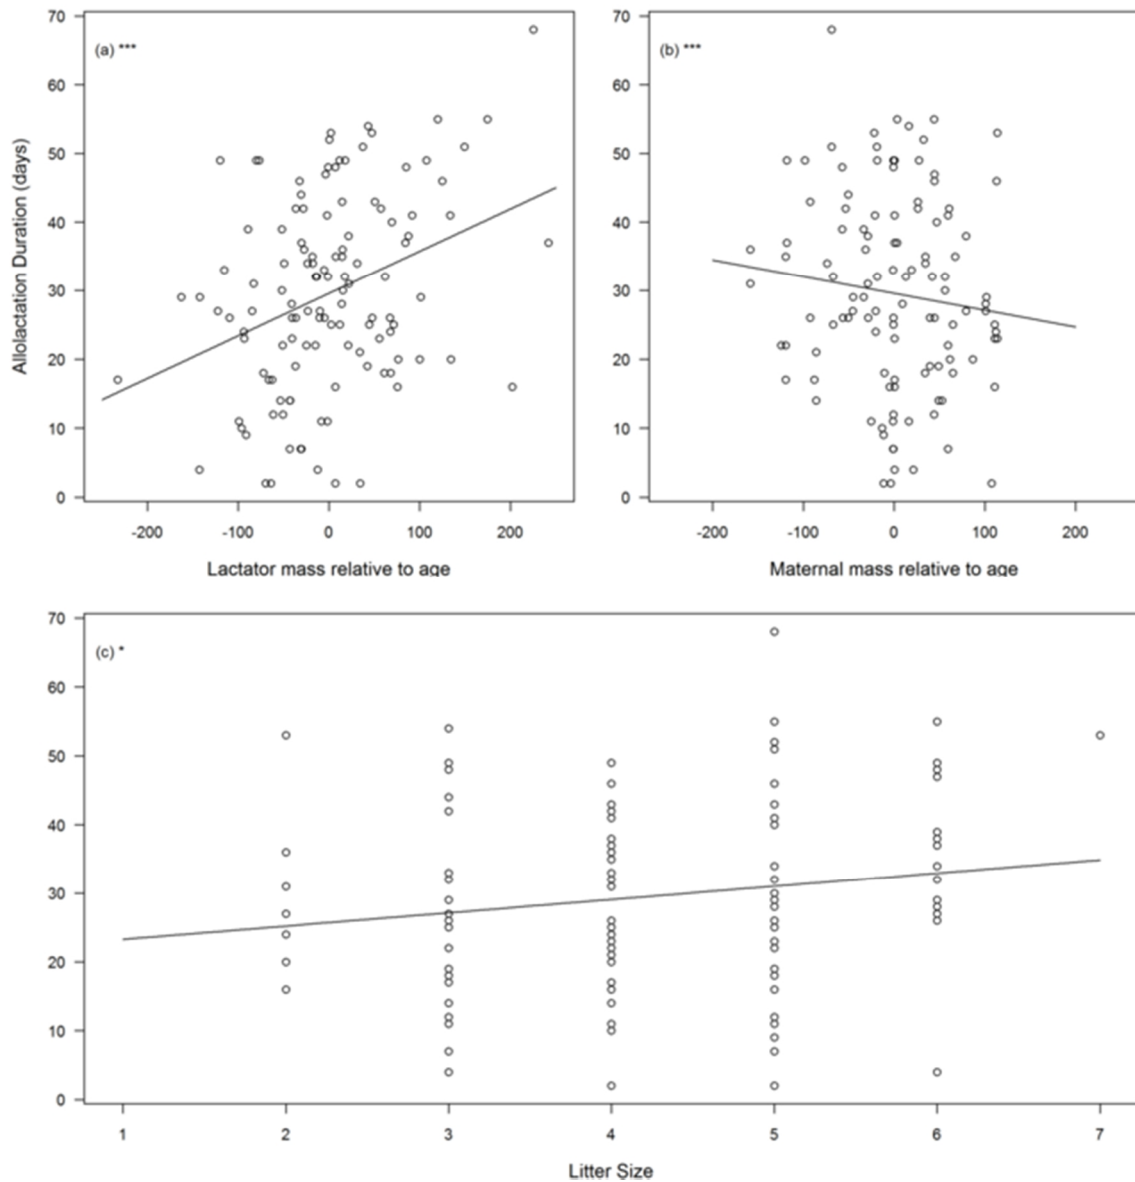 70
60
50
40
30
20
10
0
(a) ***
Allolactation Duration (days)
-200 -100 0 100 200
Lactator mass relative to age
70
60
50
40
30
20
10
0
(b) ***
-200 -100 0 100 200
Maternal mass relative to age
70
60
50
40
30
20
10
0
(c) *
1 2 3 4 5 6 7
Litter Size